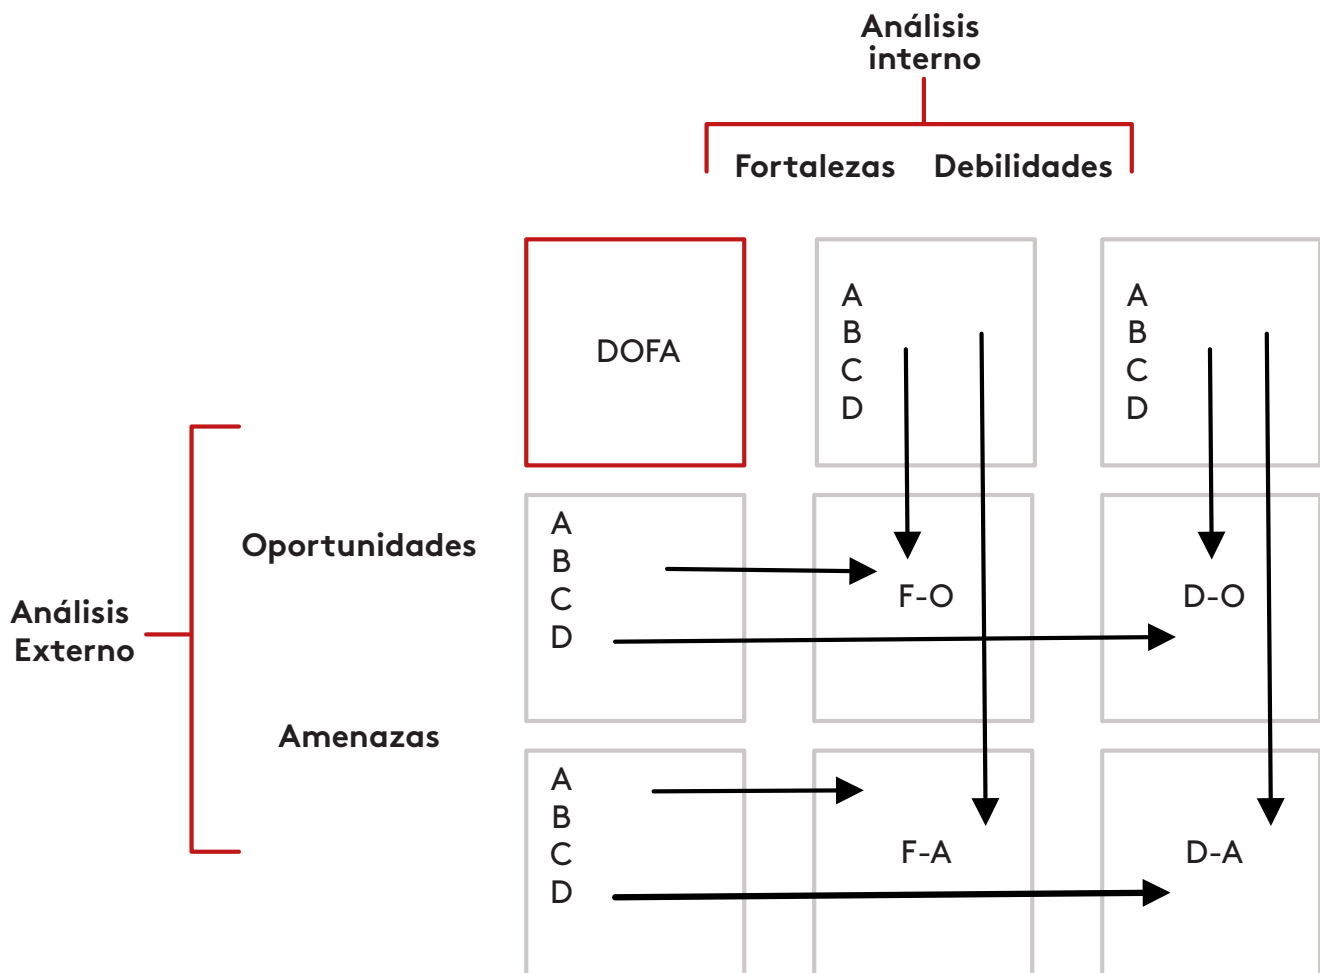 Análisis
interno
Fortalezas Debilidades
DOFA
A
B
C
D
A
B
C
D
Oportunidades
A
B
C
D
F-O
D-O
Análisis
Externo
Amenazas
A
B
C
D
F-A
D-A